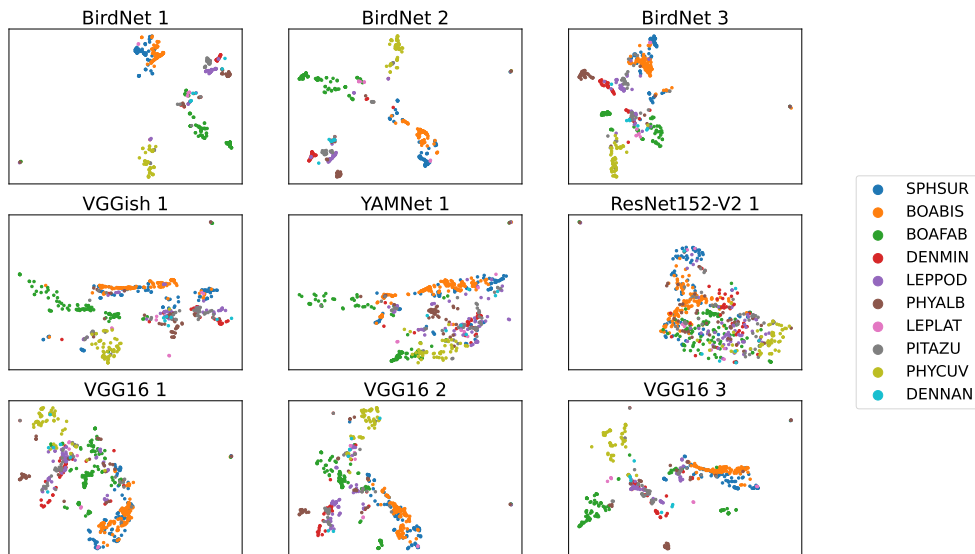 BirdNet 1
BirdNet 2
BirdNet 3
VGGish 1
YAMNet 1
ResNet152-V2 1
VGG16 1
VGG16 2
VGG16 3
SPHSUR
BOABIS
BOAFAB
DENMIN
LEPPOD
PHYALB
LEPLAT
PITAZU
PHYCUV
DENNAN